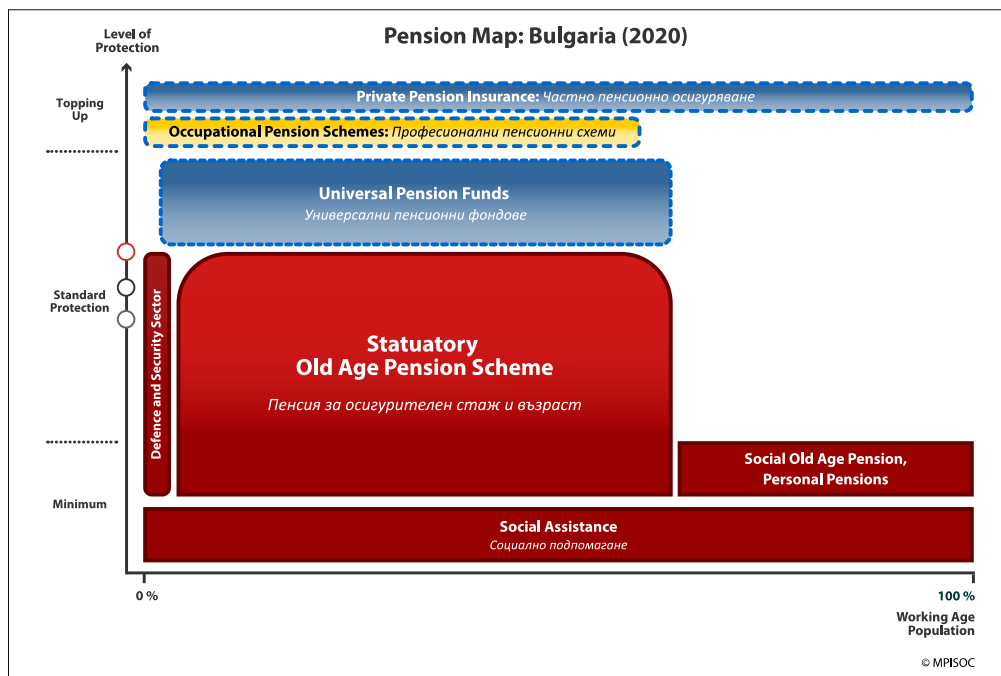 Pension Map: Bulgaria (2020)
Level of
Protection
Topping
Up
Private Pension Insurance: Частно пенсионно осигуряване
Occupational Pension Schemes: Професионални пенсионни схеми
Universal Pension Funds
Универсални пенсионни фондове
Standard
Protection
Defence and Security Sector
Statuatory
Old Age Pension Scheme
Пенсия за осигурителен стаж и възраст
Social Old Age Pension,
Personal Pensions
Minimum
Social Assistance
Социално подпомагане
0 %
100 %
Working Age
Population
© MPISOC